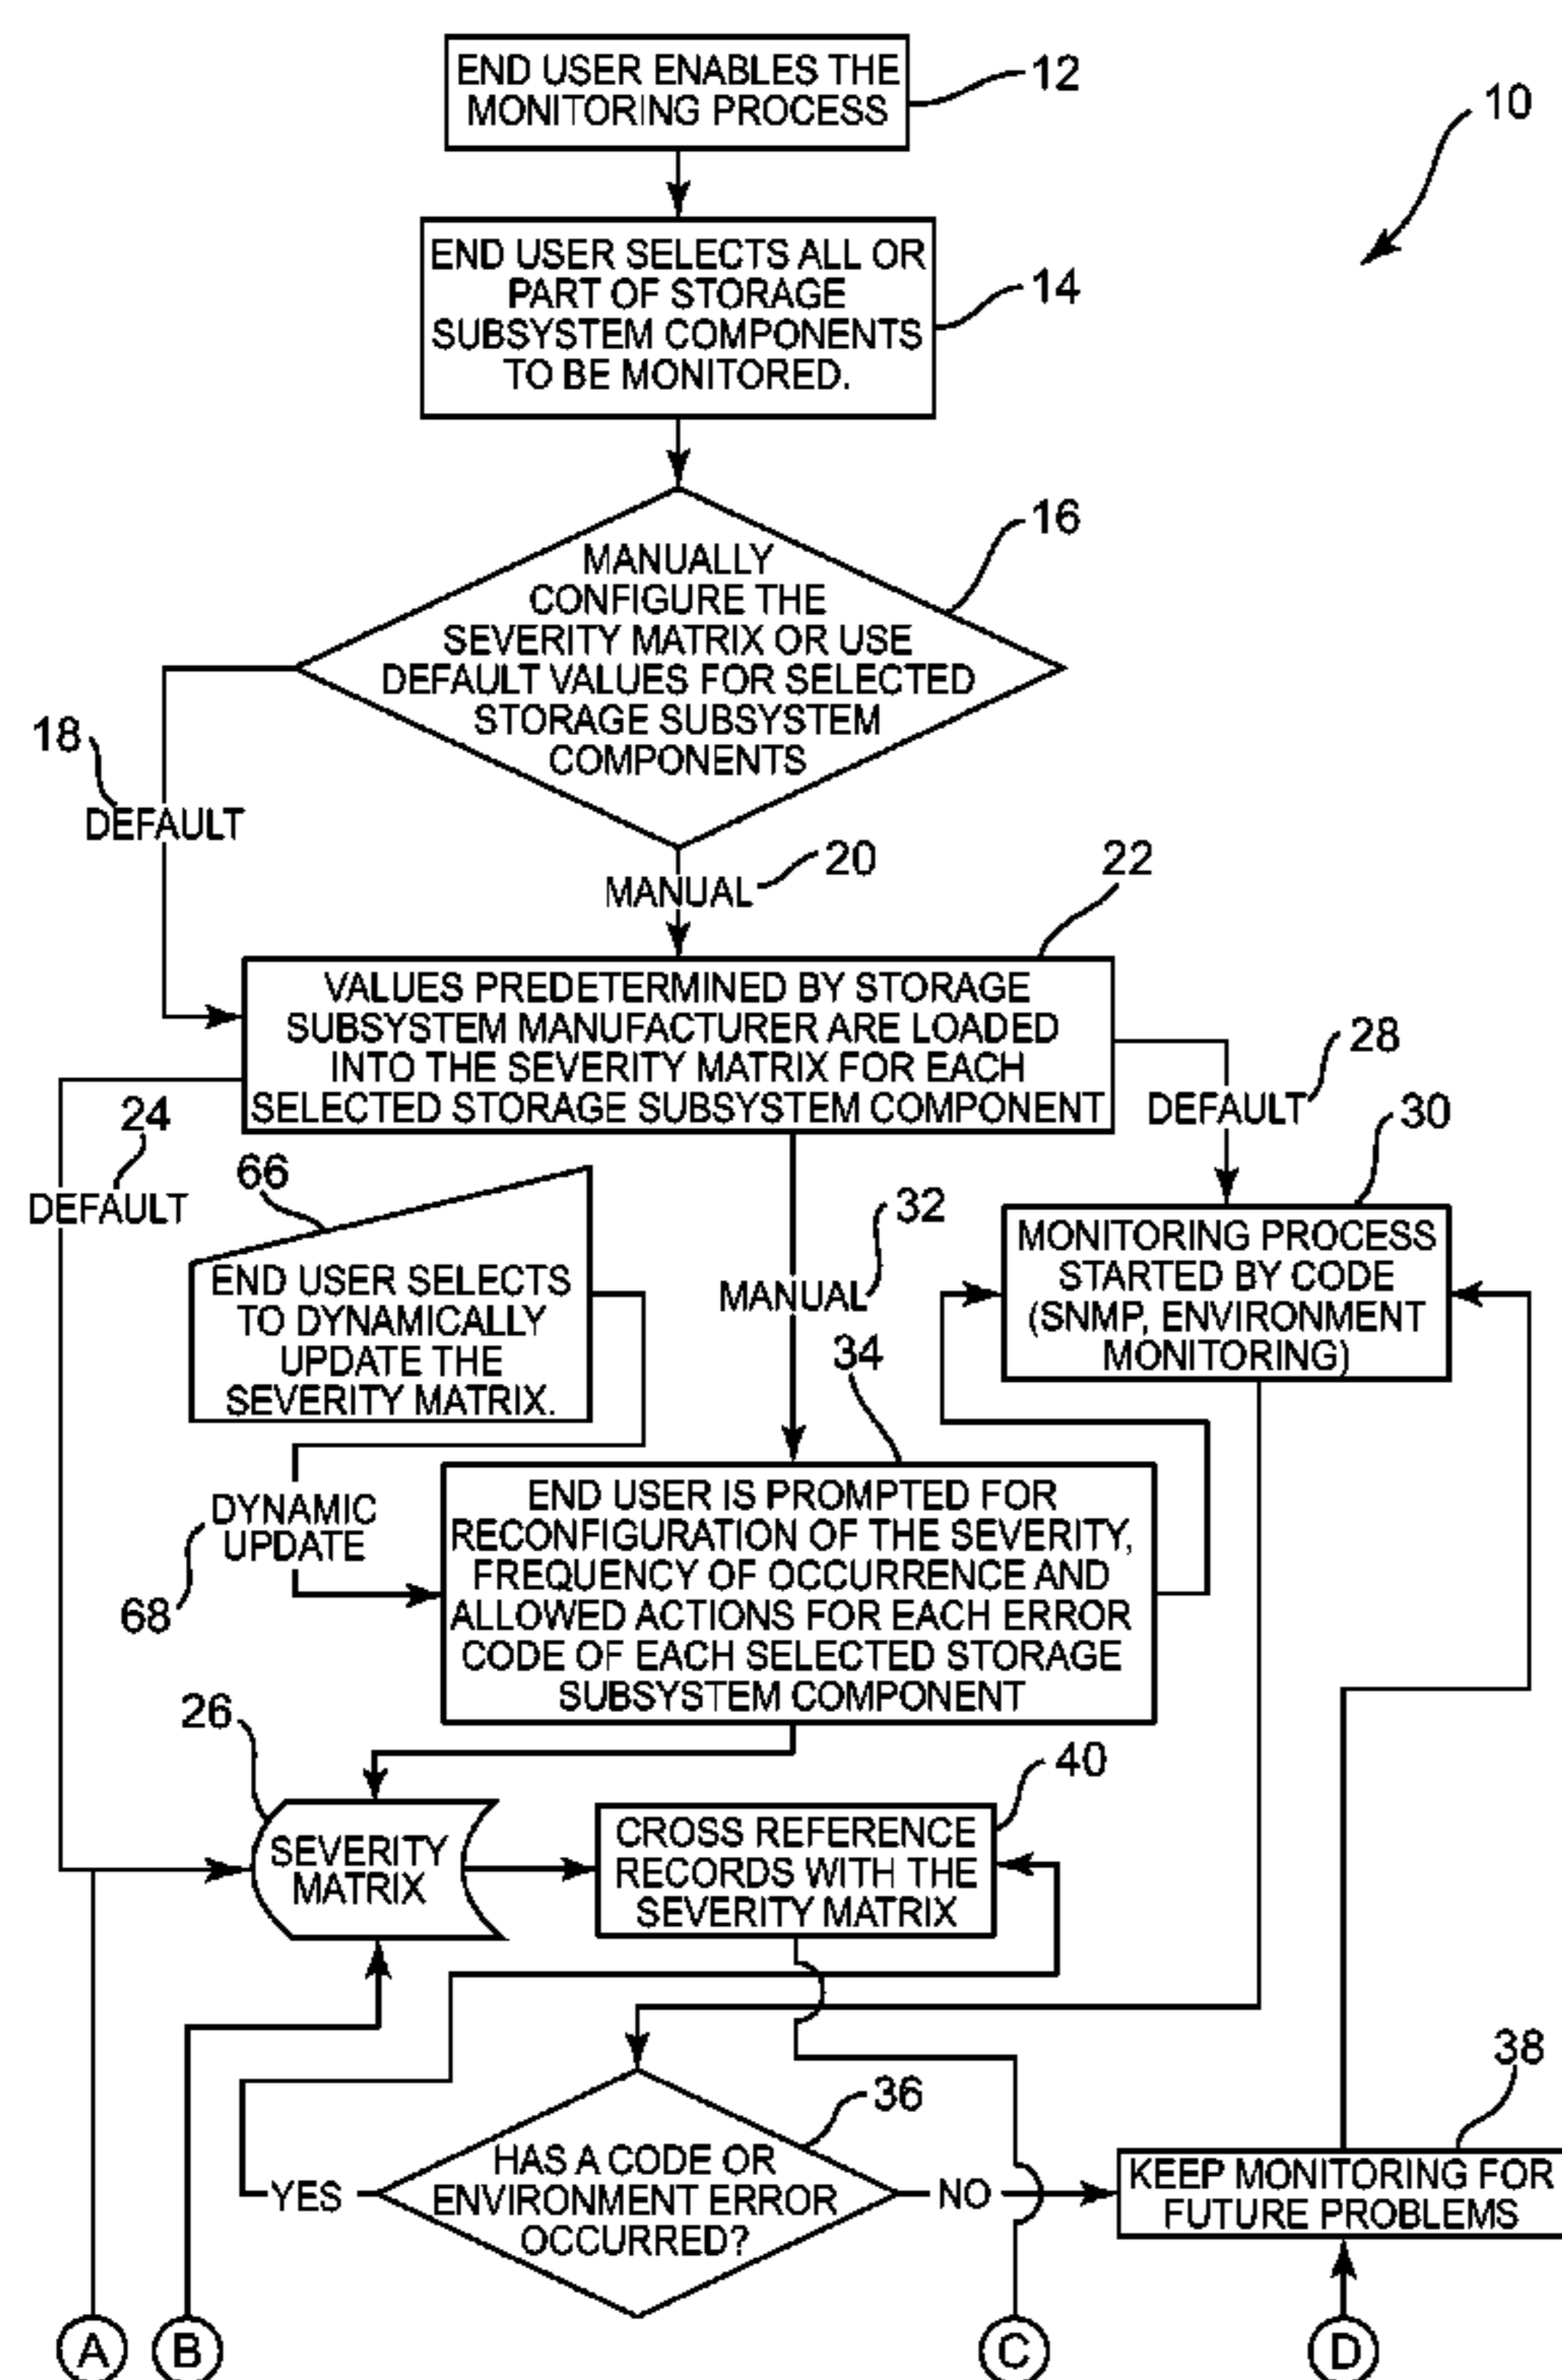 END USER ENABLES THE
MONITORING PROCESS
12
10
END USER SELECTS ALL OR
PART OF STORAGE
SUBSYSTEM COMPONENTS
TO BE MONITORED.
14
16
MANUALLY
CONFIGURE THE
SEVERITY MATRIX OR USE
DEFAULT VALUES FOR SELECTED
STORAGE SUBSYSTEM
COMPONENTS
18
DEFAULT
MANUAL
20
22
VALUES PREDETERMINED BY STORAGE
SUBSYSTEM MANUFACTURER ARE LOADED
INTO THE SEVERITY MATRIX FOR EACH
SELECTED STORAGE SUBSYSTEM COMPONENT
28
DEFAULT
24
DEFAULT
66
END USER SELECTS
TO DYNAMICALLY
UPDATE THE
SEVERITY MATRIX.
32
MANUAL
30
MONITORING PROCESS
STARTED BY CODE
(SNMP, ENVIRONMENT
MONITORING)
34
DYNAMIC
UPDATE
68
END USER IS PROMPTED FOR
RECONFIGURATION OF THE SEVERITY,
FREQUENCY OF OCCURRENCE AND
ALLOWED ACTIONS FOR EACH ERROR
CODE OF EACH SELECTED STORAGE
SUBSYSTEM COMPONENT
26
SEVERITY
MATRIX
40
CROSS REFERENCE
RECORDS WITH THE
SEVERITY MATRIX
36
HAS A CODE OR
ENVIRONMENT ERROR
OCCURRED?
YES
NO
38
KEEP MONITORING FOR
FUTURE PROBLEMS
A
B
C
D